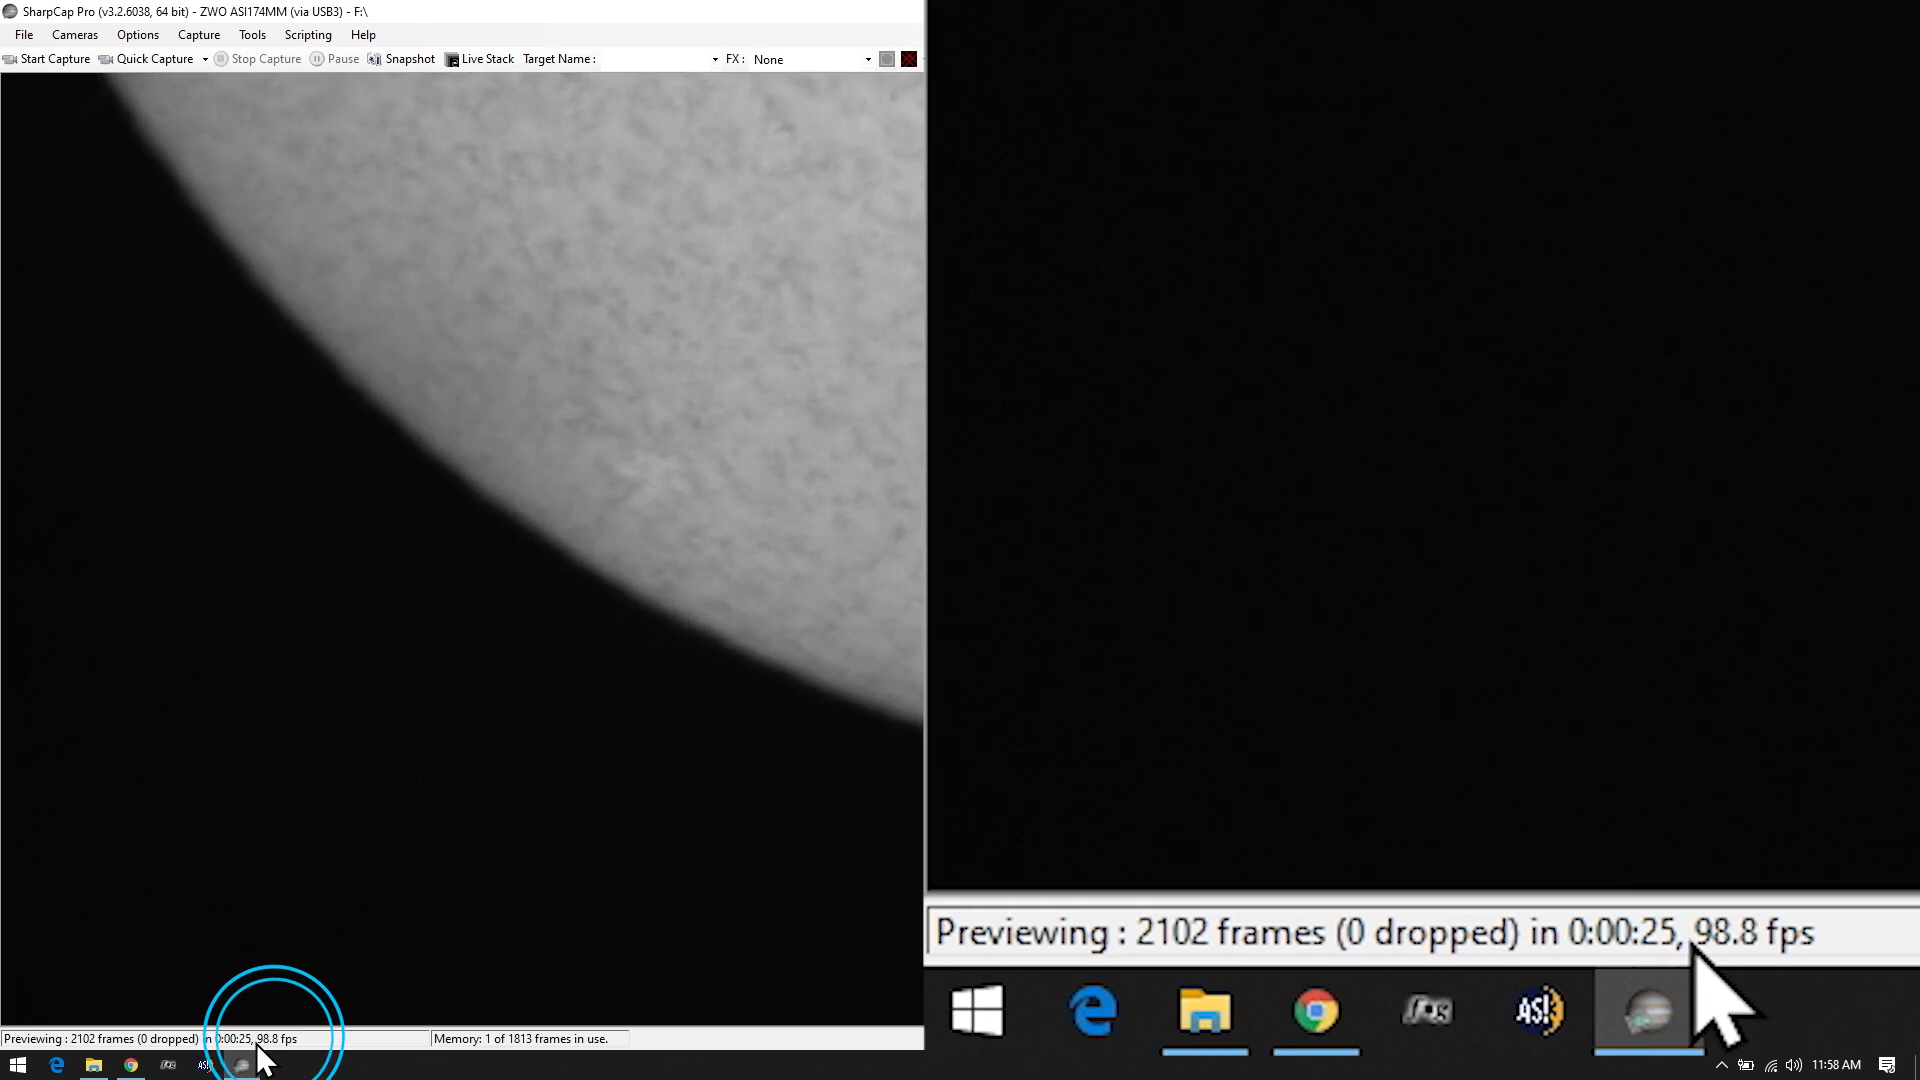 SharpCap Pro (v3.2.6038, 64 bit) - ZWO ASI174MM (via USB3) - F:\
File Cameras Options Capture Tools Scripting Help
Start Capture Quick Capture Stop Capture Pause Snapshot Live Stack Target Name : FX : None
Previewing : 2102 frames (0 dropped) in 0:00:25, 98.8 fps
AS!
Previewing : 2102 frames (0 dropped) in 0:00:25, 98.8 fps Memory: 1 of 1813 frames in use.
AS!
11:58 AM